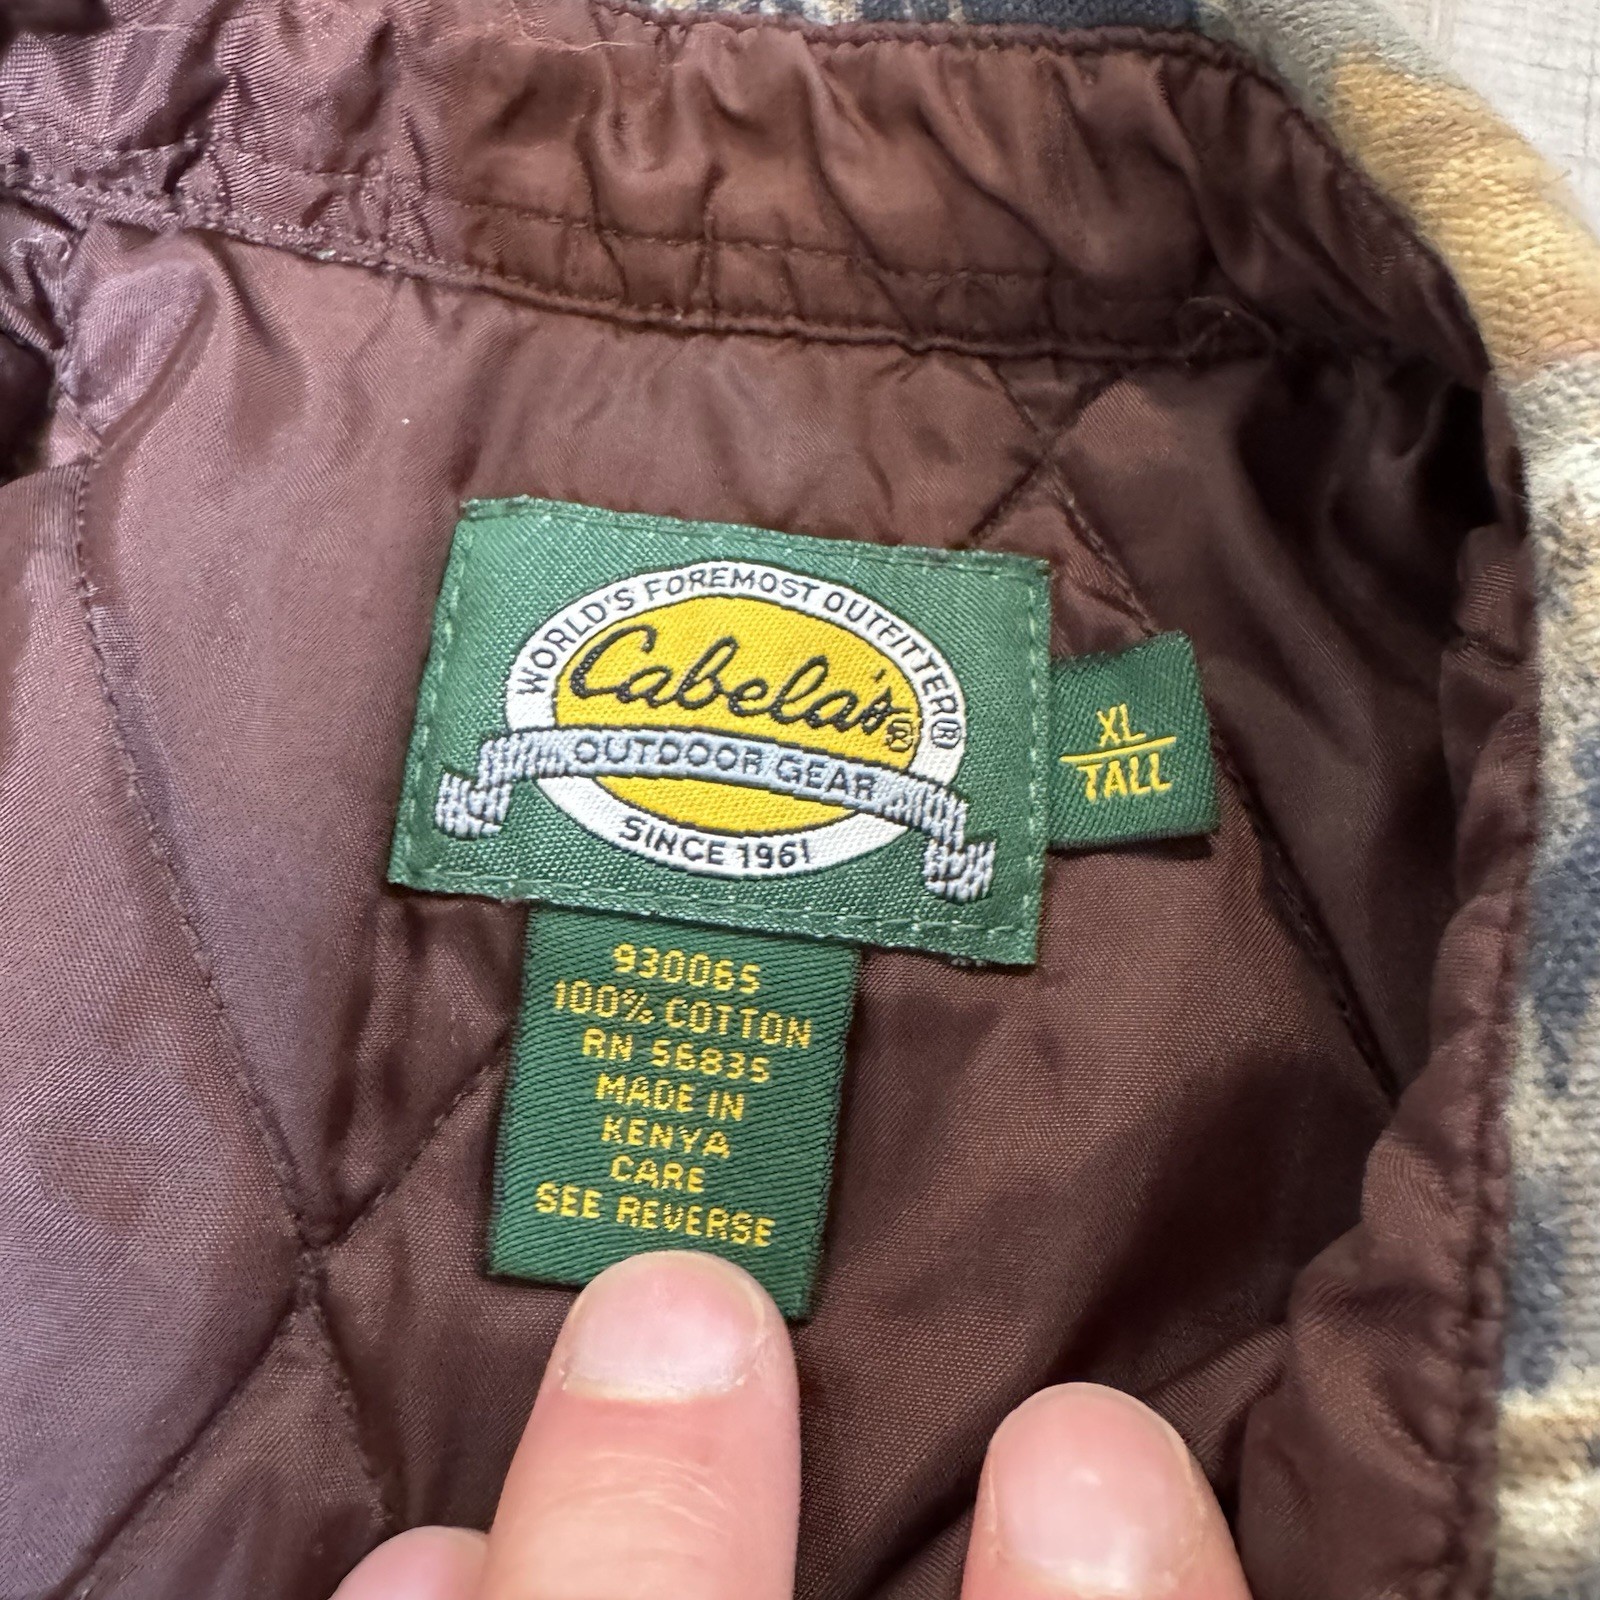 WORLD'S FOREMOST OUTFITTER®
Cabela's®
OUTDOOR GEAR
SINCE 1961
XL
TALL
930065
100% COTTON
RN 56835
MADE IN
KENYA
CARE
SEE REVERSE